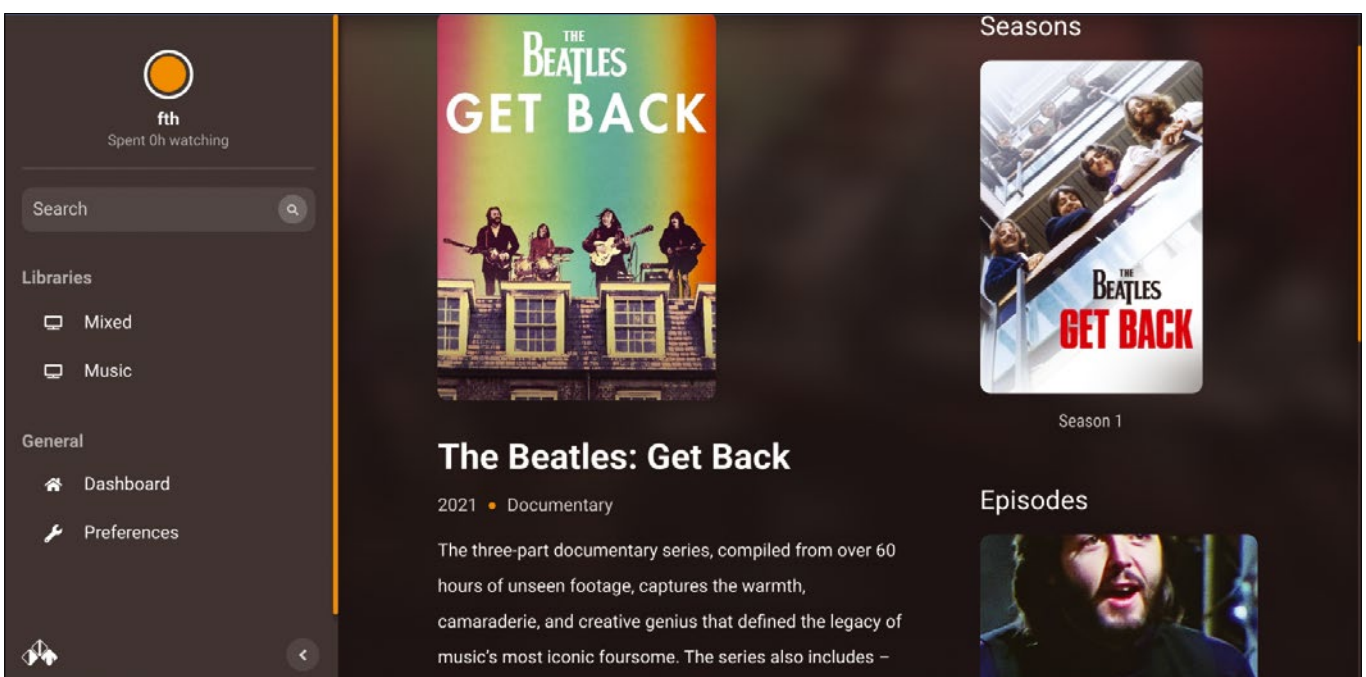 fth
Spent 0h watching
Search
Libraries
Mixed
Music
General
Dashboard
Preferences
THE
BEATLES
GET BACK
The Beatles: Get Back
2021 • Documentary
The three-part documentary series, compiled from over 60
hours of unseen footage, captures the warmth,
camaraderie, and creative genius that defined the legacy of
music's most iconic foursome. The series also includes –
Seasons
THE
BEATLES
GET BACK
Season 1
Episodes